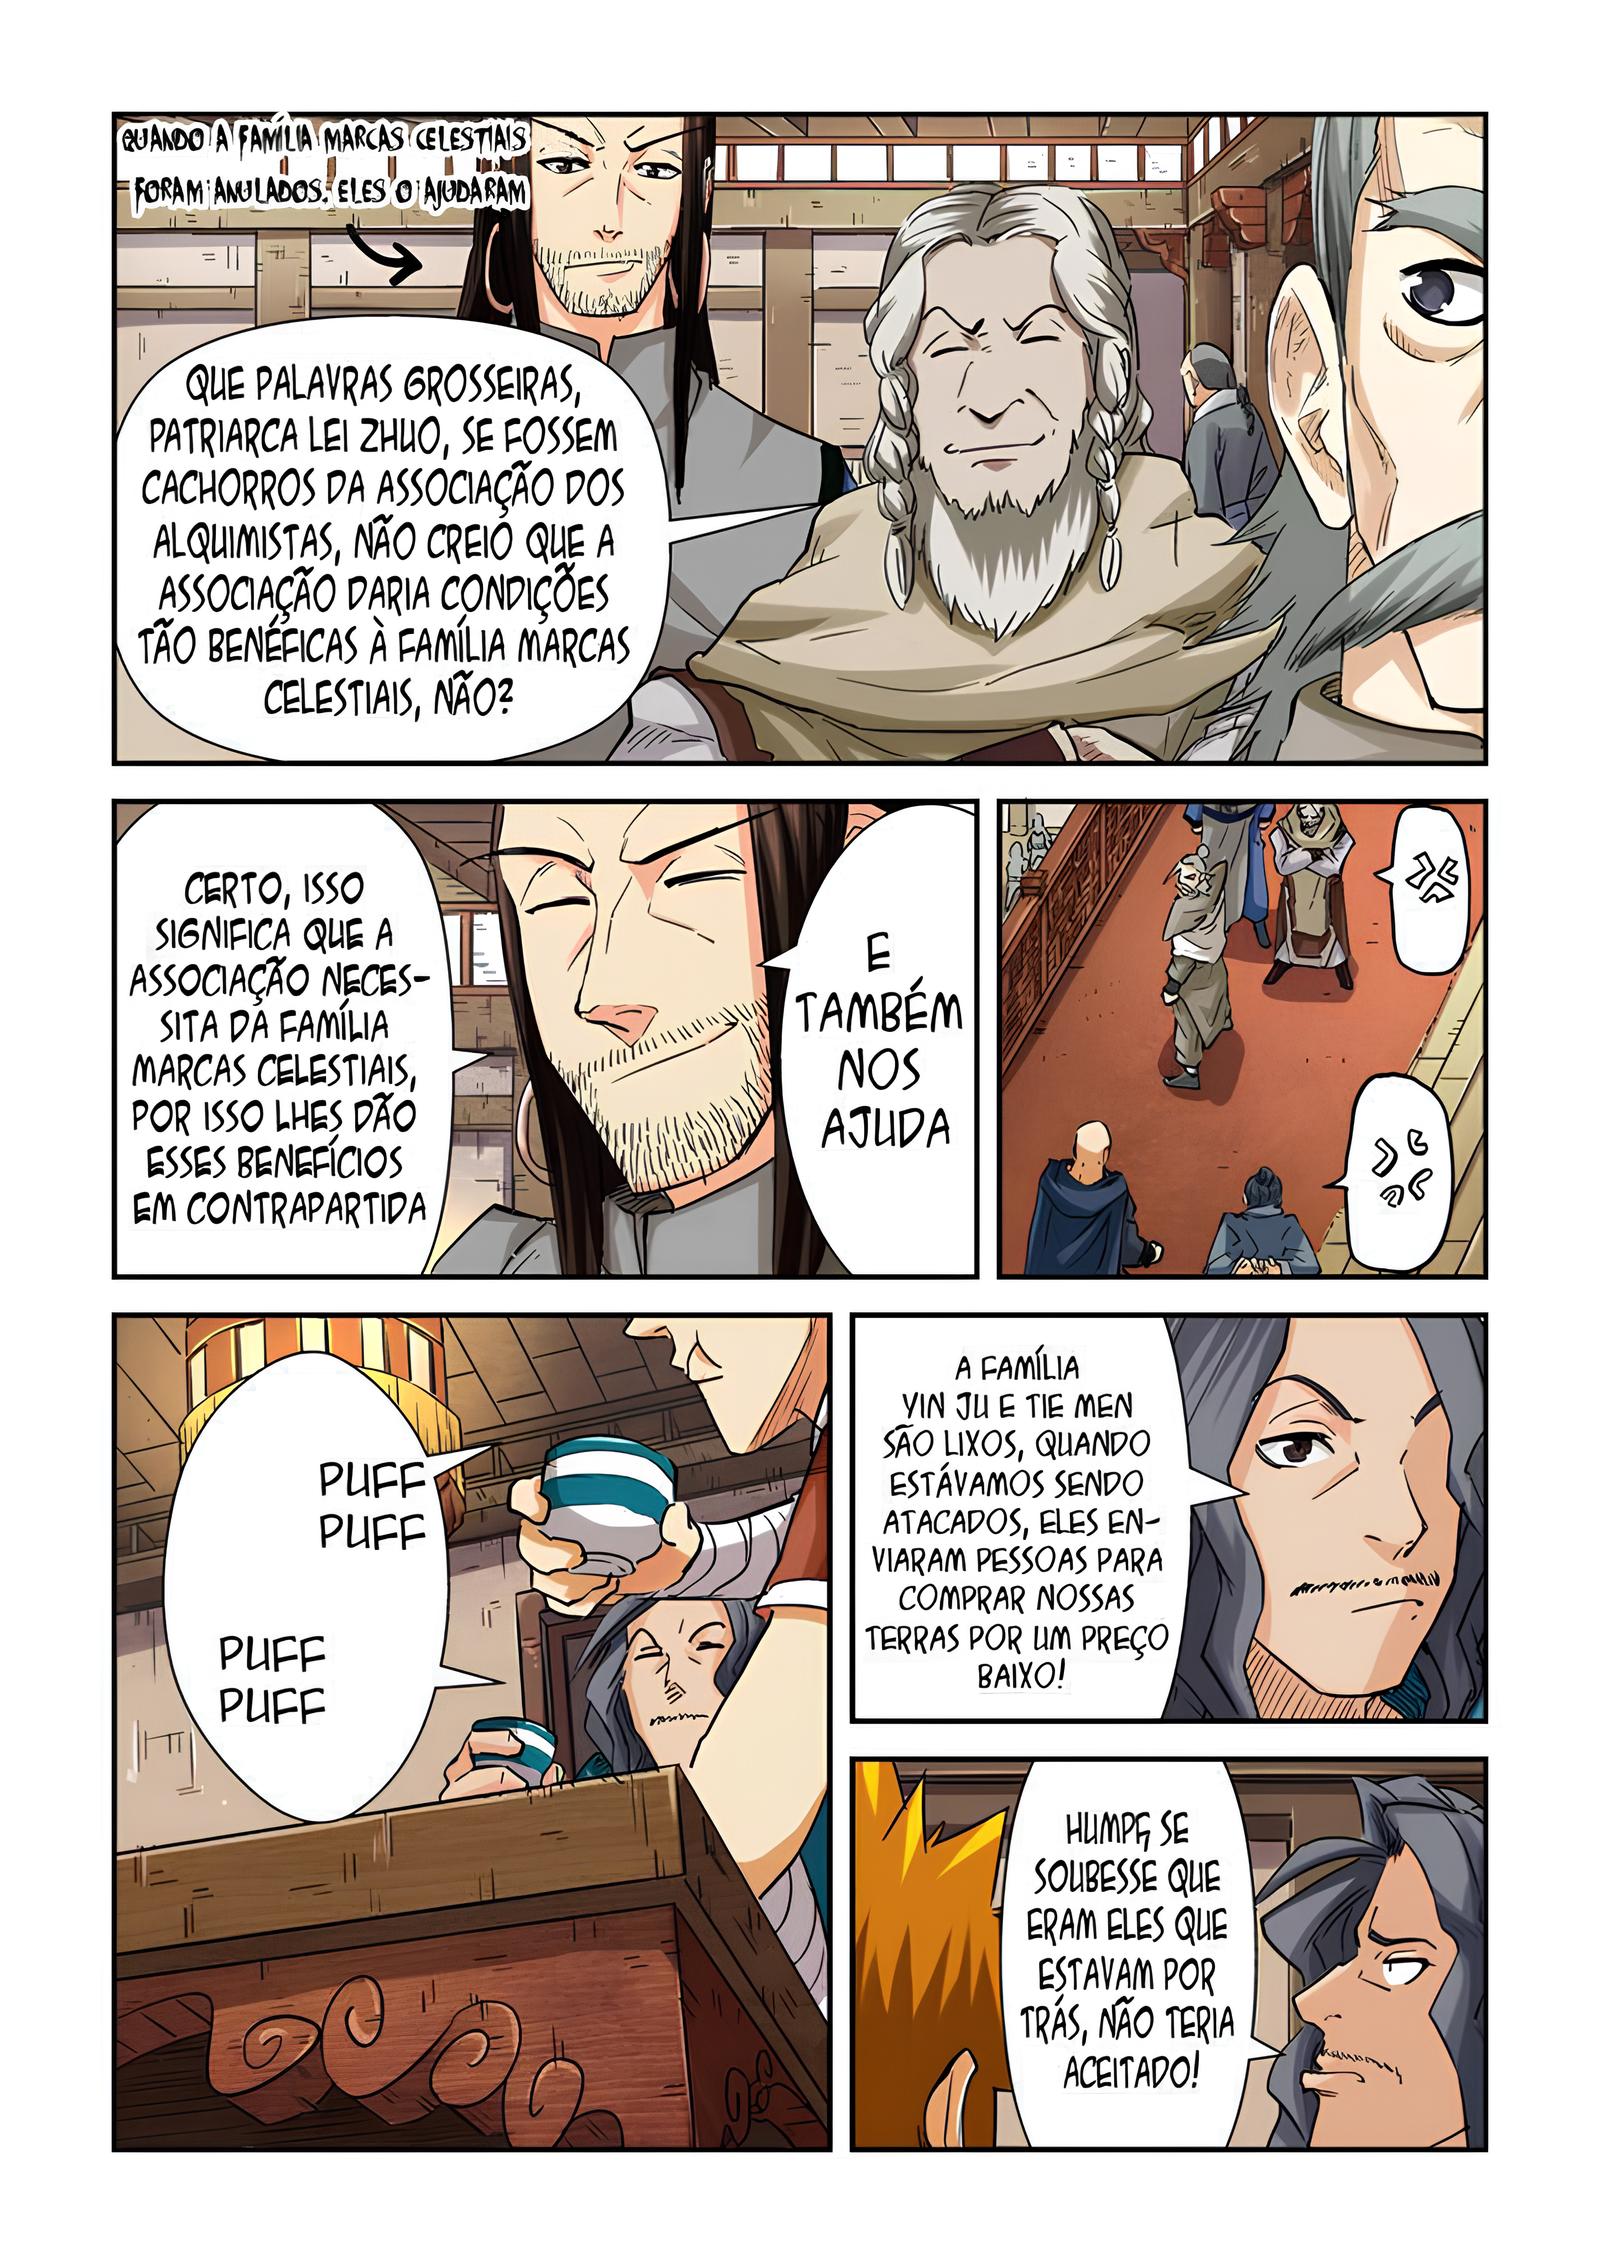 QUANDO A FAMÍLIA MARCAS CELESTIAIS
FORAM ANULADOS. ELES O AJUDARAM
QUE PALAVRAS GROSSEIRAS,
PATRIARCA LEI ZHUO, SE FOSSEM
CACHORROS DA ASSOCIAÇÃO DOS
ALQUIMISTAS, NÃO CREIO QUE A
ASSOCIAÇÃO DARIA CONDIÇÕES
TÃO BENÉFICAS À FAMÍLIA MARCAS
CELESTIAIS, NÃO?
CERTO, ISSO
SIGNIFICA QUE A
ASSOCIAÇÃO NECES-
SITA DA FAMÍLIA
MARCAS CELESTIAIS,
POR ISSO LHES DÃO
ESSES BENEFÍCIOS
EM CONTRAPARTIDA
E
TAMBÉM
NOS
AJUDA
PUFF
PUFF
PUFF
PUFF
A FAMÍLIA
YIN JU E TIE MEN
SÃO LIXOS, QUANDO
ESTÁVAMOS SENDO
ATACADOS, ELES EN-
VIARAM PESSOAS PARA
COMPRAR NOSSAS
TERRAS POR UM PREÇO
BAIXO!
HUMPF, SE
SOUBESSE QUE
ERAM ELES QUE
ESTAVAM POR
TRÁS, NÃO TERIA
ACEITADO!